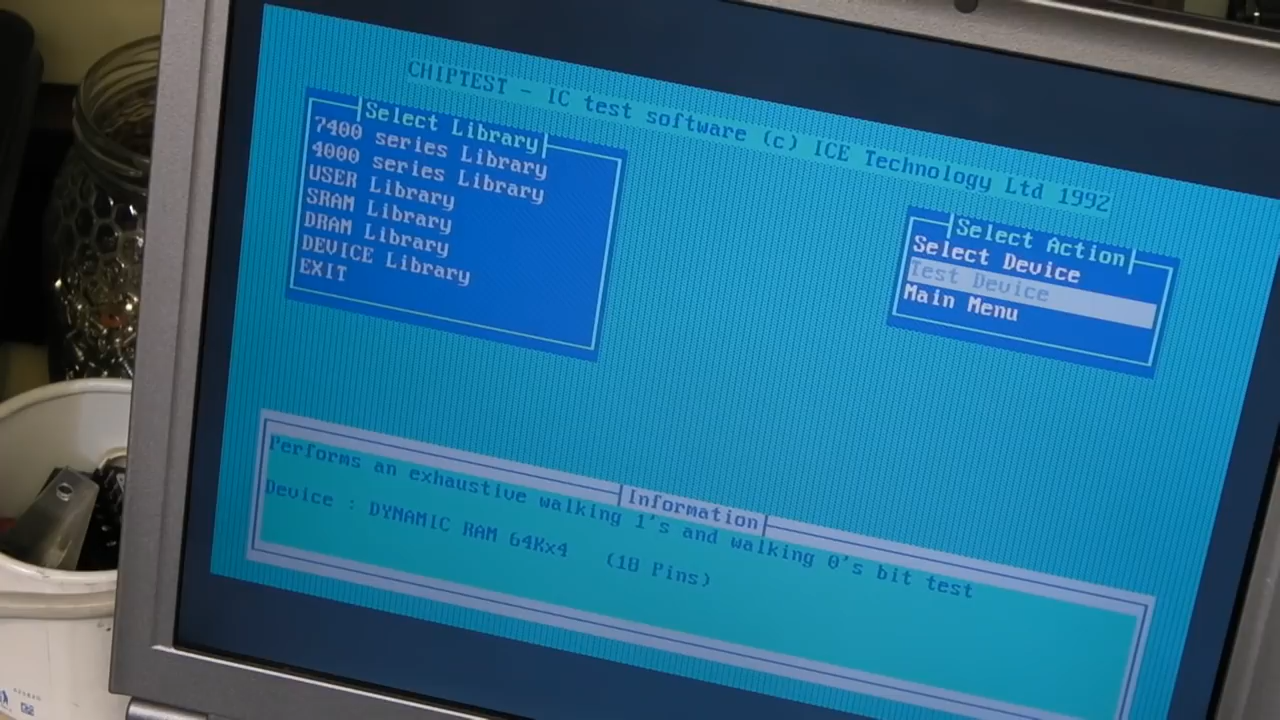 CHIPTEST - IC test software (c) ICE Technology Ltd 1992
Select Library
7400 series Library
4000 series Library
USER Library
SRAM Library
DRAM Library
DEVICE Library
EXIT
Select Action
Select Device
Test Device
Main Menu
Information
Performs an exhaustive walking 1's and walking 0's bit test
Device : DYNAMIC RAM 64Kx4 (18 Pins)